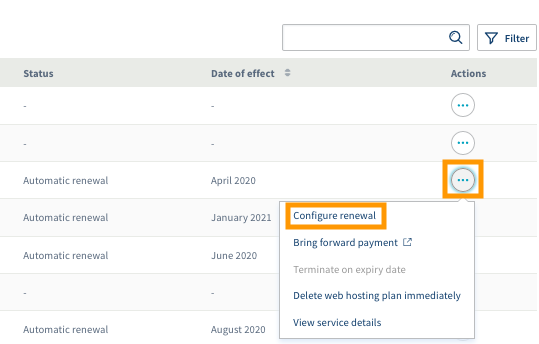 Filter
Status Date of effect Actions
- -
- -
Automatic renewal April 2020
Automatic renewal January 2021
Configure renewal
Bring forward payment
Automatic renewal June 2020
Terminate on expiry date
- -
Delete web hosting plan immediately
Automatic renewal August 2020
View service details